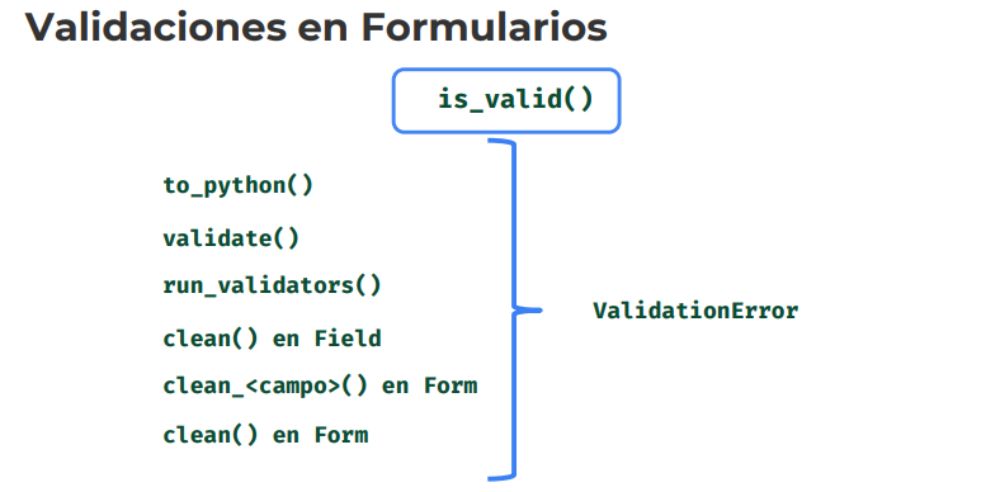 Validaciones en Formularios
is_valid()
to_python()
validate()
run_validators()
clean() en Field
clean_<campo>() en Form
clean() en Form
ValidationError